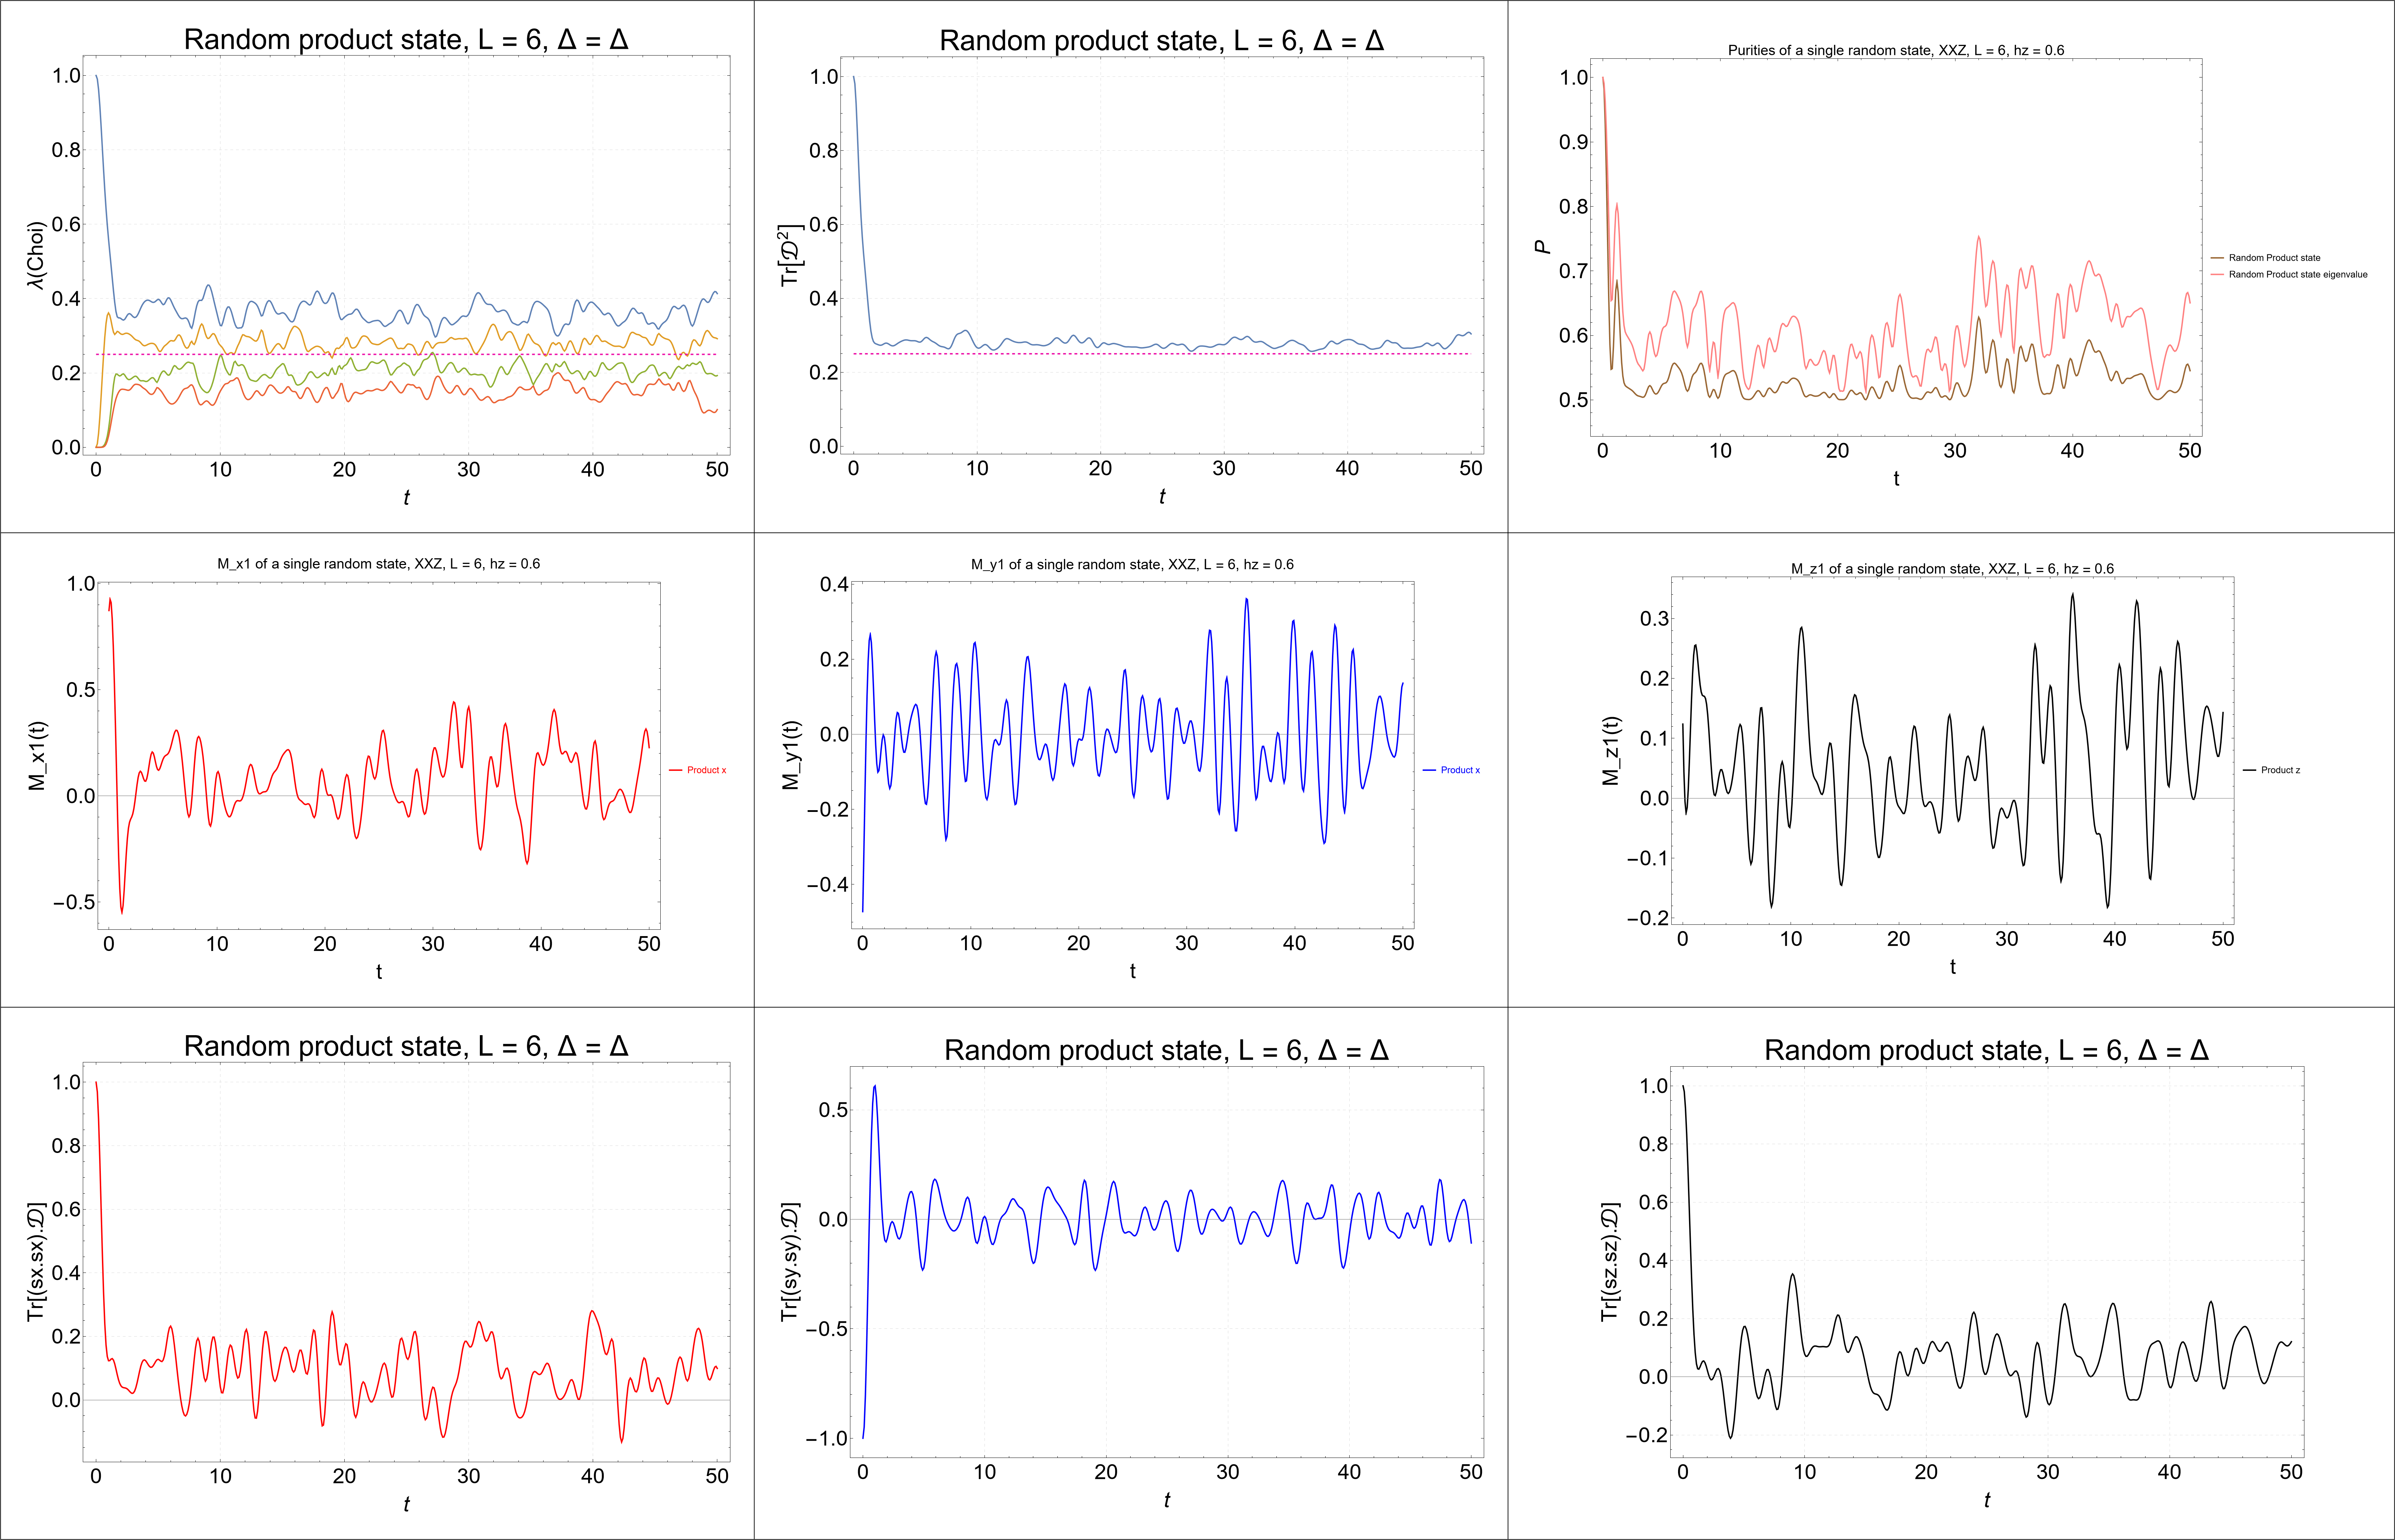 Random product state, L = 6, Δ = Δ
λ(Choi)
1.0
0.8
0.6
0.4
0.2
0.0
0 10 20 30 40 50
t
Random product state, L = 6, Δ = Δ
Tr[𝒟²]
1.0
0.8
0.6
0.4
0.2
0.0
0 10 20 30 40 50
t
Purities of a single random state, XXZ, L = 6, hz = 0.6
P
1.0
0.9
0.8
0.7
0.6
0.5
0 10 20 30 40 50
t
Random Product state
Random Product state eigenvalue
M_x1 of a single random state, XXZ, L = 6, hz = 0.6
M_x1(t)
1.0
0.5
0.0
−0.5
0 10 20 30 40 50
t
Product x
M_y1 of a single random state, XXZ, L = 6, hz = 0.6
M_y1(t)
0.4
0.2
0.0
−0.2
−0.4
0 10 20 30 40 50
t
Product x
M_z1 of a single random state, XXZ, L = 6, hz = 0.6
M_z1(t)
0.3
0.2
0.1
0.0
−0.1
−0.2
0 10 20 30 40 50
t
Product z
Random product state, L = 6, Δ = Δ
Tr[(sx.sx).𝒟]
1.0
0.8
0.6
0.4
0.2
0.0
0 10 20 30 40 50
t
Random product state, L = 6, Δ = Δ
Tr[(sy.sy).𝒟]
0.5
0.0
−0.5
−1.0
0 10 20 30 40 50
t
Random product state, L = 6, Δ = Δ
Tr[(sz.sz).𝒟]
1.0
0.8
0.6
0.4
0.2
0.0
−0.2
0 10 20 30 40 50
t